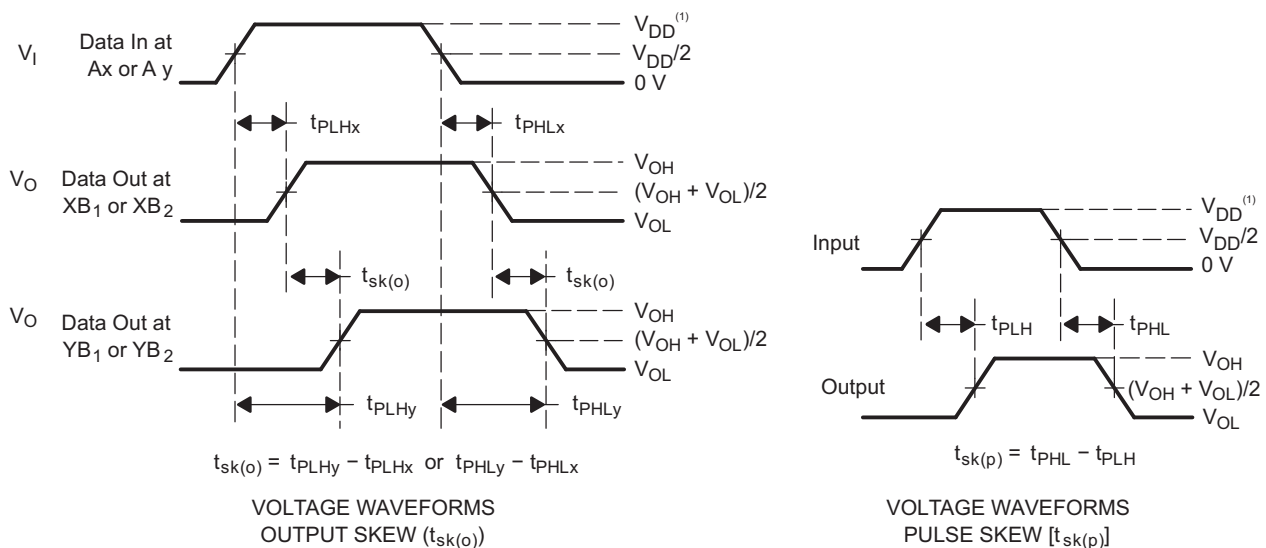 V_I
Data In at
Ax or A y
V_DD^(1)
V_DD/2
0 V
t_PLHx
t_PHLx
V_O
Data Out at
XB_1 or XB_2
V_OH
(V_OH + V_OL)/2
V_OL
t_sk(o)
t_sk(o)
V_O
Data Out at
YB_1 or YB_2
V_OH
(V_OH + V_OL)/2
V_OL
t_PLHy
t_PHLy
t_sk(o) = t_PLHy − t_PLHx or t_PHLy − t_PHLx
VOLTAGE WAVEFORMS
OUTPUT SKEW (t_sk(o))
Input
V_DD^(1)
V_DD/2
0 V
t_PLH
t_PHL
Output
V_OH
(V_OH + V_OL)/2
V_OL
t_sk(p) = t_PHL − t_PLH
VOLTAGE WAVEFORMS
PULSE SKEW [t_sk(p)]